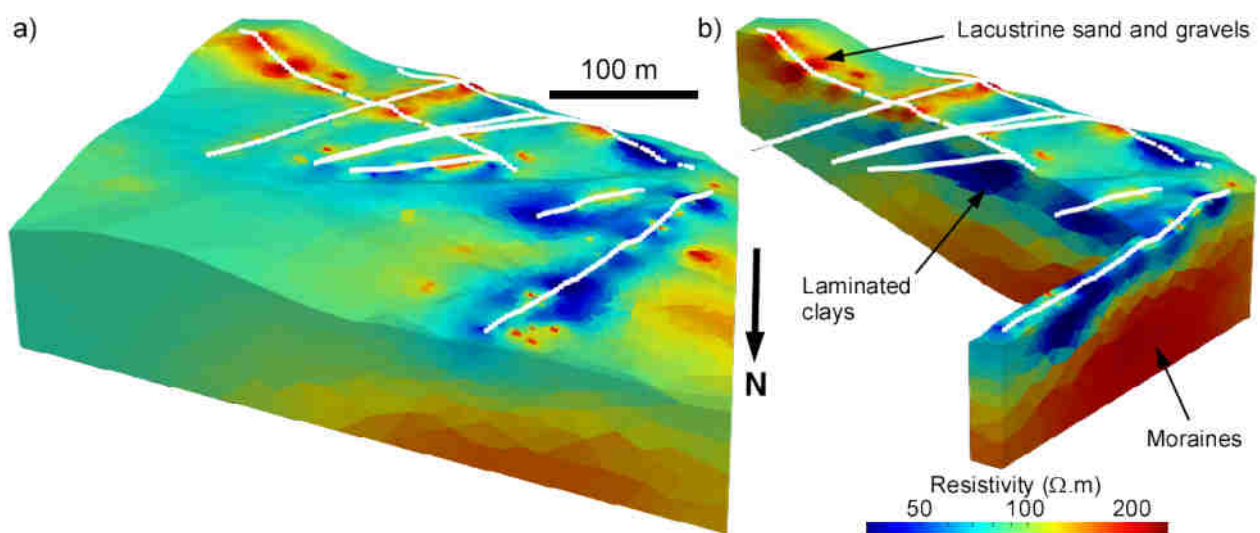 a)
b)
Lacustrine sand and gravels
100 m
Laminated
clays
N
Moraines
Resistivity (Ω.m)
50 100 200